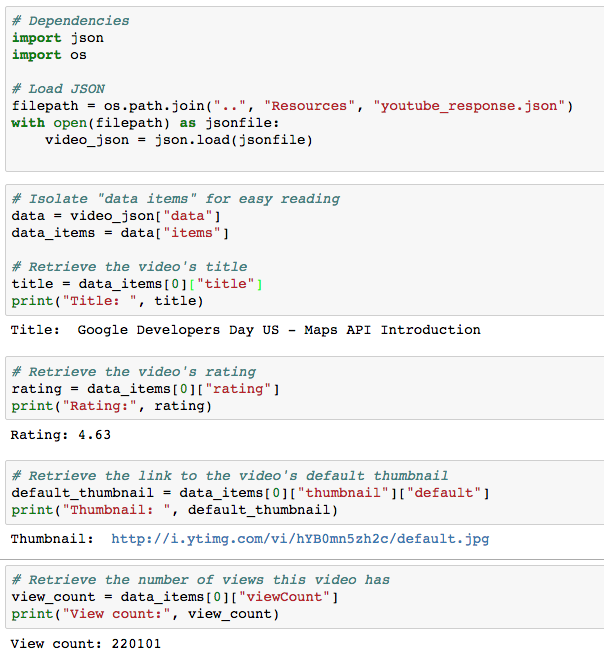 # Dependencies
import json
import os
# Load JSON
filepath = os.path.join("..", "Resources", "youtube_response.json")
with open(filepath) as jsonfile:
    video_json = json.load(jsonfile)
# Isolate "data items" for easy reading
data = video_json["data"]
data_items = data["items"]
# Retrieve the video's title
title = data_items[0]["title"]
print("Title: ", title)
Title:  Google Developers Day US - Maps API Introduction
# Retrieve the video's rating
rating = data_items[0]["rating"]
print("Rating:", rating)
Rating: 4.63
# Retrieve the link to the video's default thumbnail
default_thumbnail = data_items[0]["thumbnail"]["default"]
print("Thumbnail: ", default_thumbnail)
Thumbnail:  http://i.ytimg.com/vi/hYB0mn5zh2c/default.jpg
# Retrieve the number of views this video has
view_count = data_items[0]["viewCount"]
print("View count:", view_count)
View count: 220101